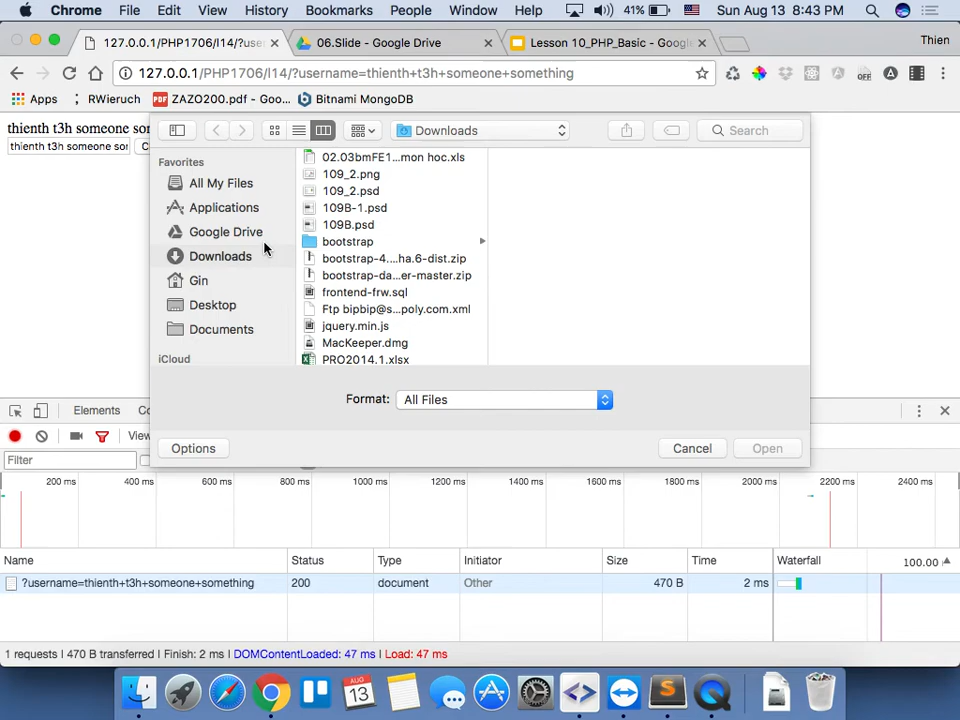 Chrome File Edit View History Bookmarks People Window Help 41% Sun Aug 13 8:43 PM
127.0.0.1/PHP1706/l14/?user 06.Slide - Google Drive Lesson 10_PHP_Basic - Google Thien
127.0.0.1/PHP1706/l14/?username=thienth+t3h+someone+something OFF
Apps RWieruch PDF ZAZO200.pdf - Goo... Bitnami MongoDB
thienth t3h someone sor Downloads Search
thienth t3h someone sor C
Favorites
All My Files
Applications
Google Drive
Downloads
Gin
Desktop
Documents
iCloud
02.03bmFE1...mon hoc.xls
109_2.png
109_2.psd
109B-1.psd
109B.psd
bootstrap
bootstrap-4....ha.6-dist.zip
bootstrap-da...er-master.zip
frontend-frw.sql
Ftp bipbip@s...poly.com.xml
jquery.min.js
MacKeeper.dmg
PRO2014.1.xlsx
Format: All Files
Options Cancel Open
Elements Co
View
Filter
200 ms 400 ms 600 ms 800 ms 1000 ms 1200 ms 1400 ms 1600 ms 1800 ms 2000 ms 2200 ms 2400 ms
Name Status Type Initiator Size Time Waterfall 100.00
?username=thienth+t3h+someone+something 200 document Other 470 B 2 ms
1 requests | 470 B transferred | Finish: 2 ms | DOMContentLoaded: 47 ms | Load: 47 ms
AUG
13